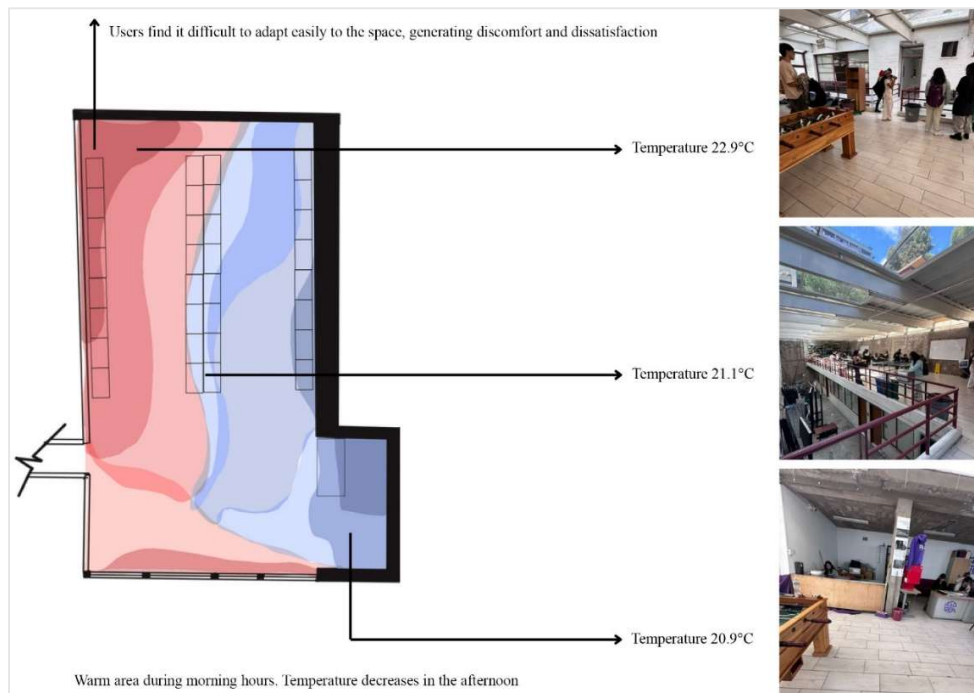 Users find it difficult to adapt easily to the space, generating discomfort and dissatisfaction
Temperature 22.9°C
Temperature 21.1°C
Temperature 20.9°C
Warm area during morning hours. Temperature decreases in the afternoon